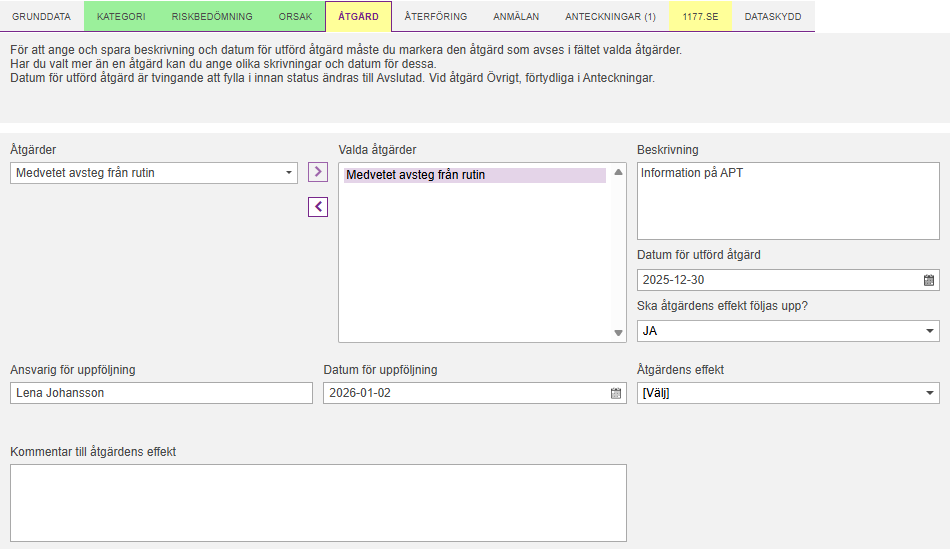 GRUNDDATA KATEGORI RISKBEDÖMNING ORSAK ÅTGÄRD ÅTERFÖRING ANMÄLAN ANTECKNINGAR (1) 1177.SE DATASKYDD
För att ange och spara beskrivning och datum för utförd åtgärd måste du markera den åtgärd som avses i fältet valda åtgärder.
Har du valt mer än en åtgärd kan du ange olika skrivningar och datum för dessa.
Datum för utförd åtgärd är tvingande att fylla i innan status ändras till Avslutad. Vid åtgärd Övrigt, förtydliga i Anteckningar.
Åtgärder
Medvetet avsteg från rutin
Valda åtgärder
Medvetet avsteg från rutin
Beskrivning
Information på APT
Datum för utförd åtgärd
2025-12-30
Ska åtgärdens effekt följas upp?
JA
Ansvarig för uppföljning
Lena Johansson
Datum för uppföljning
2026-01-02
Åtgärdens effekt
[Välj]
Kommentar till åtgärdens effekt